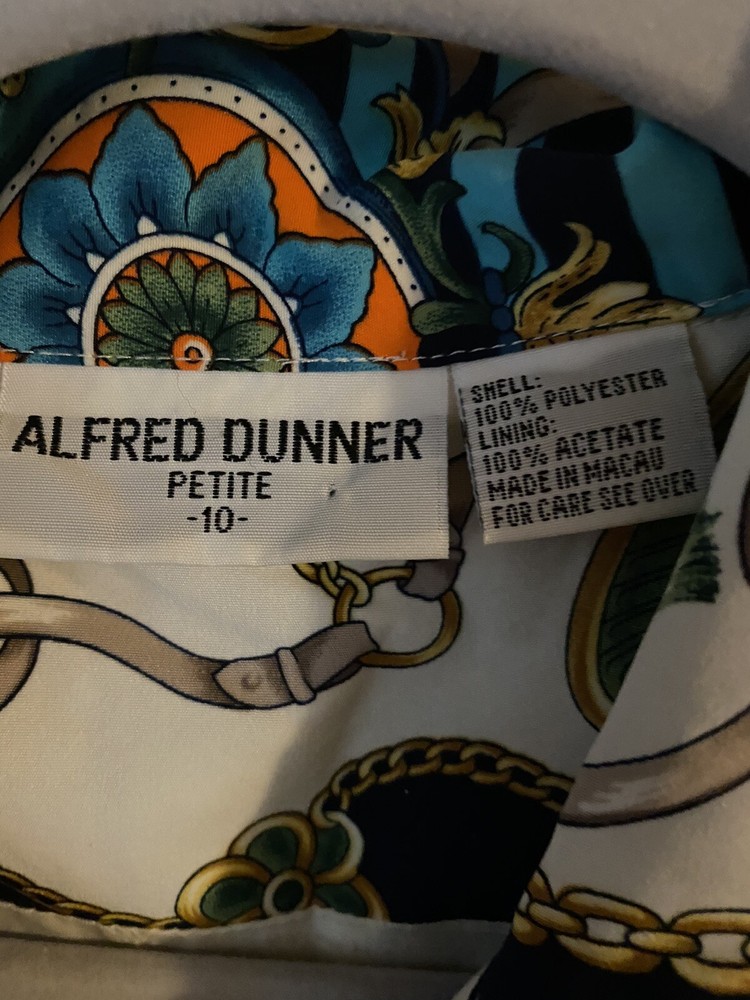 ALFRED DUNNER
PETITE
-10-
SHELL:
100% POLYESTER
LINING:
100% ACETATE
MADE IN MACAU
FOR CARE SEE OVER